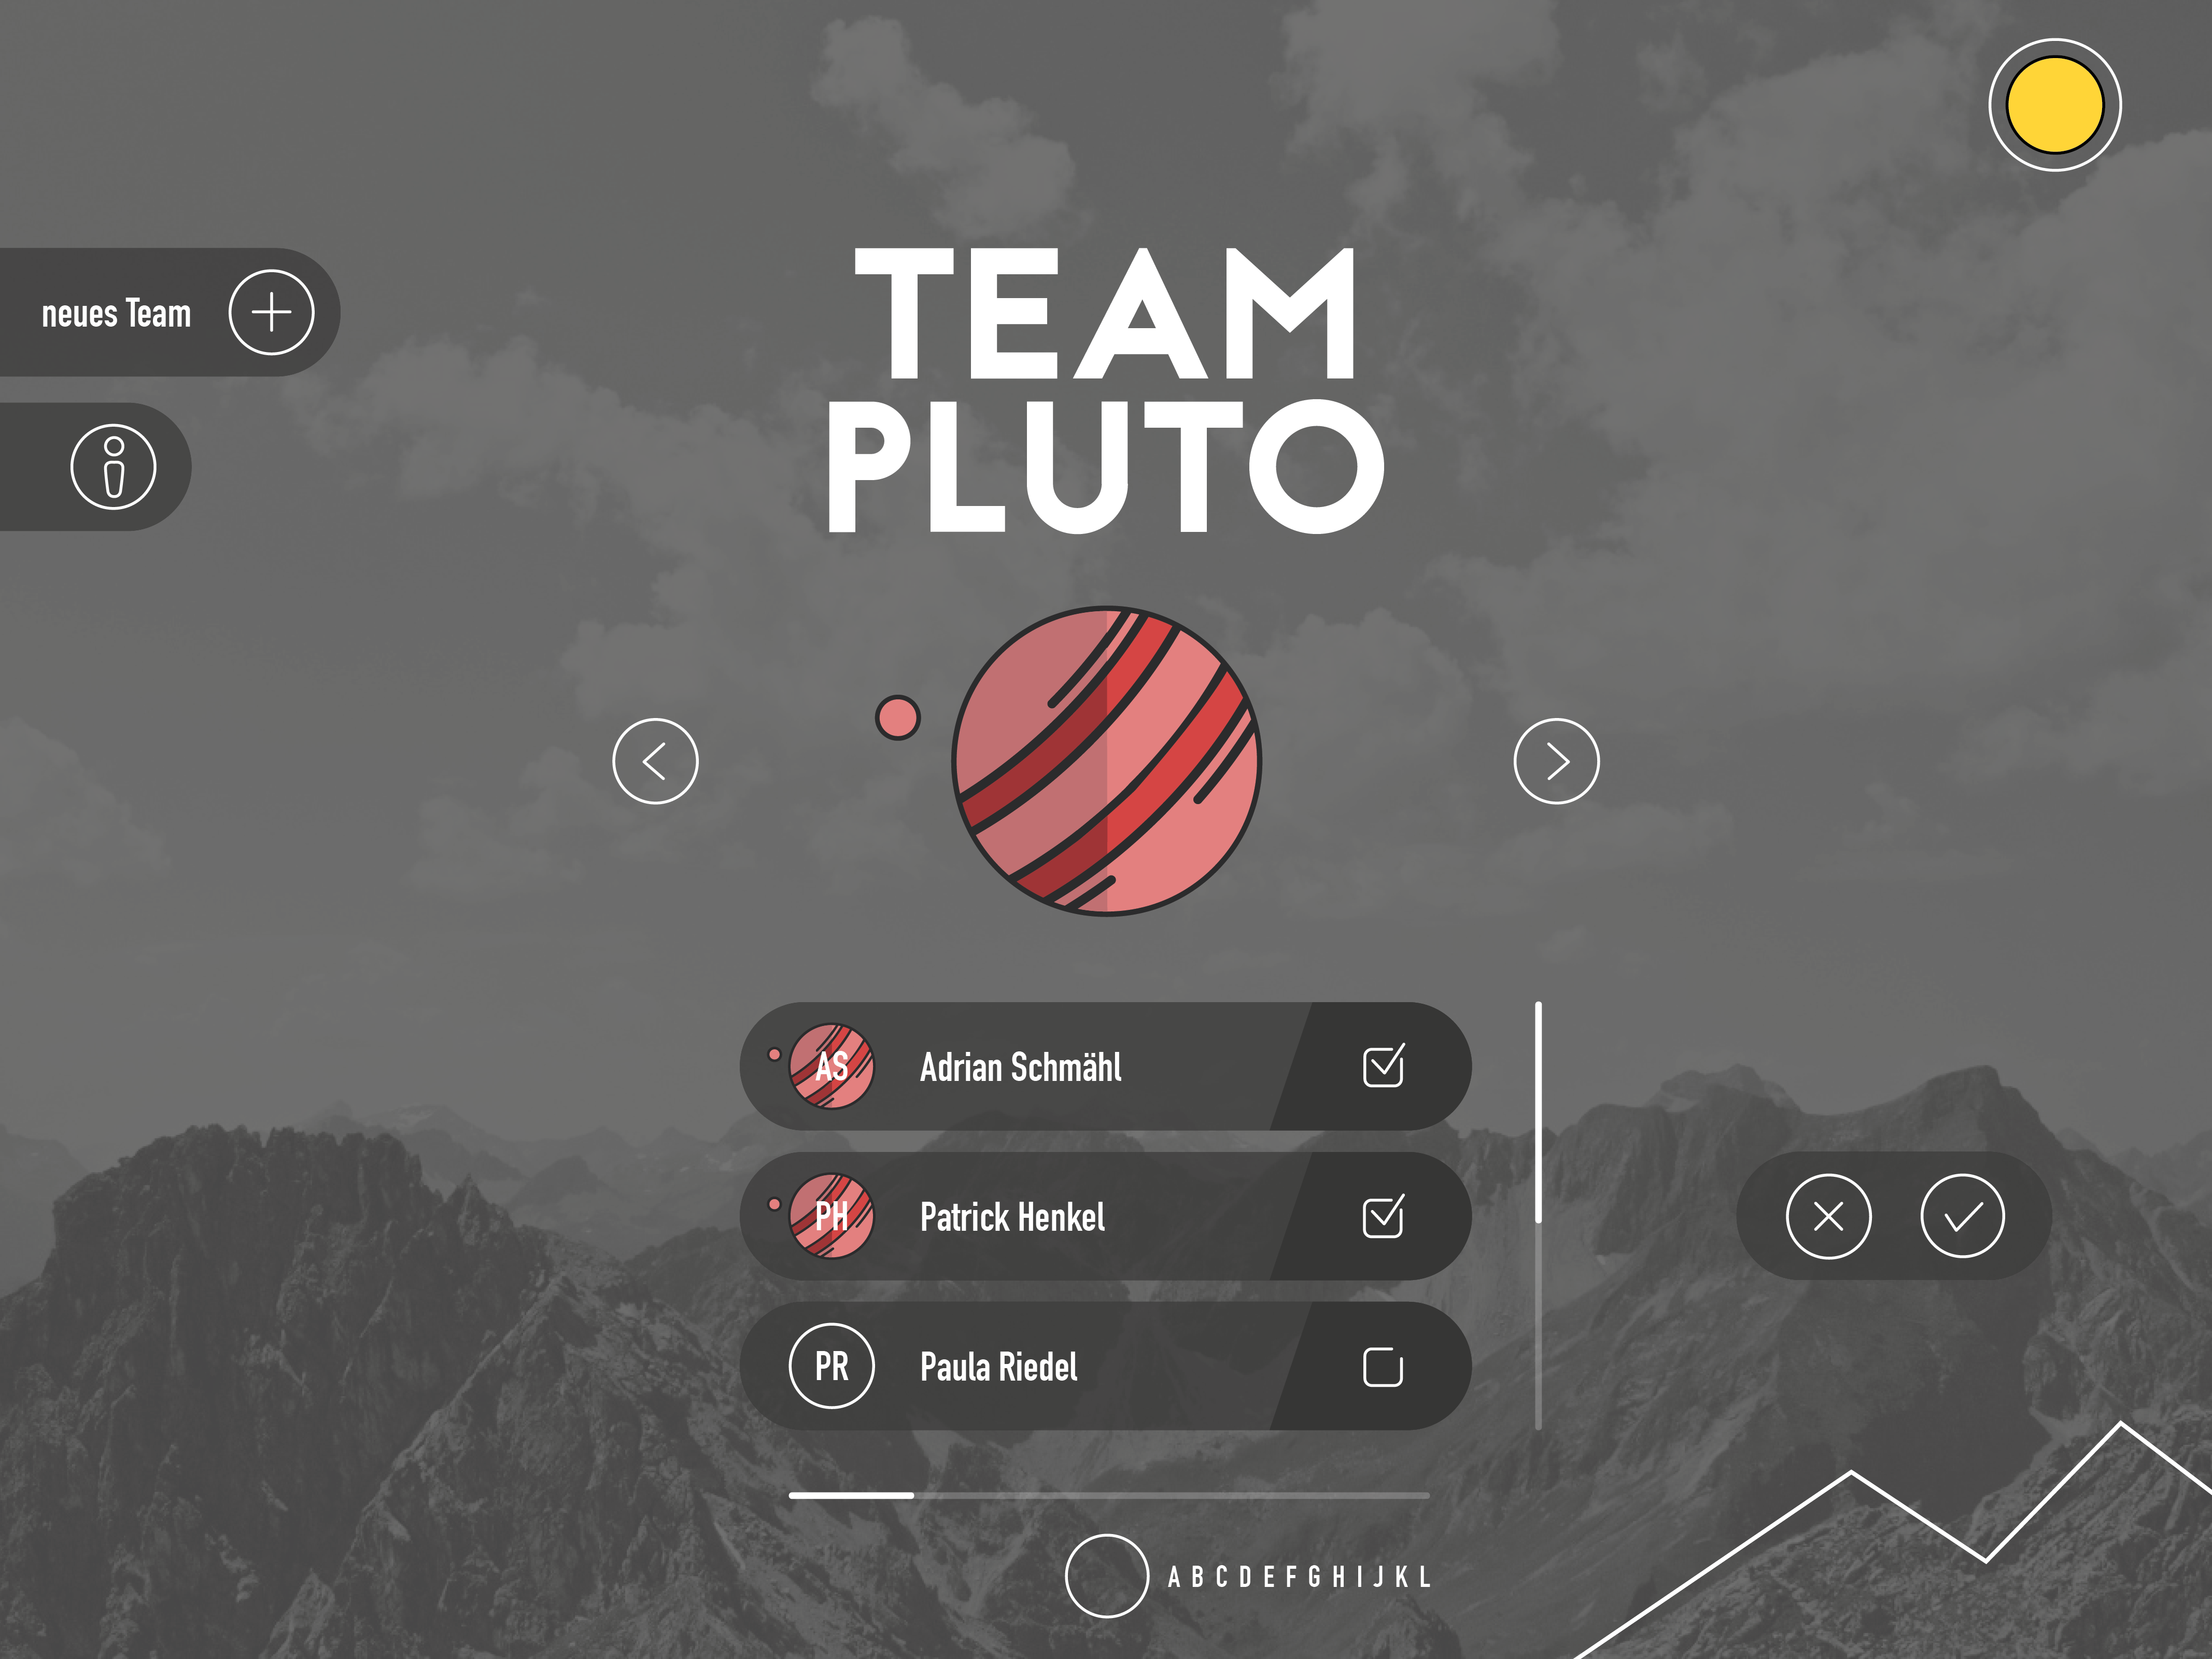 neues Team
TEAM
PLUTO
AS Adrian Schmähl
PH Patrick Henkel
PR Paula Riedel
A B C D E F G H I J K L